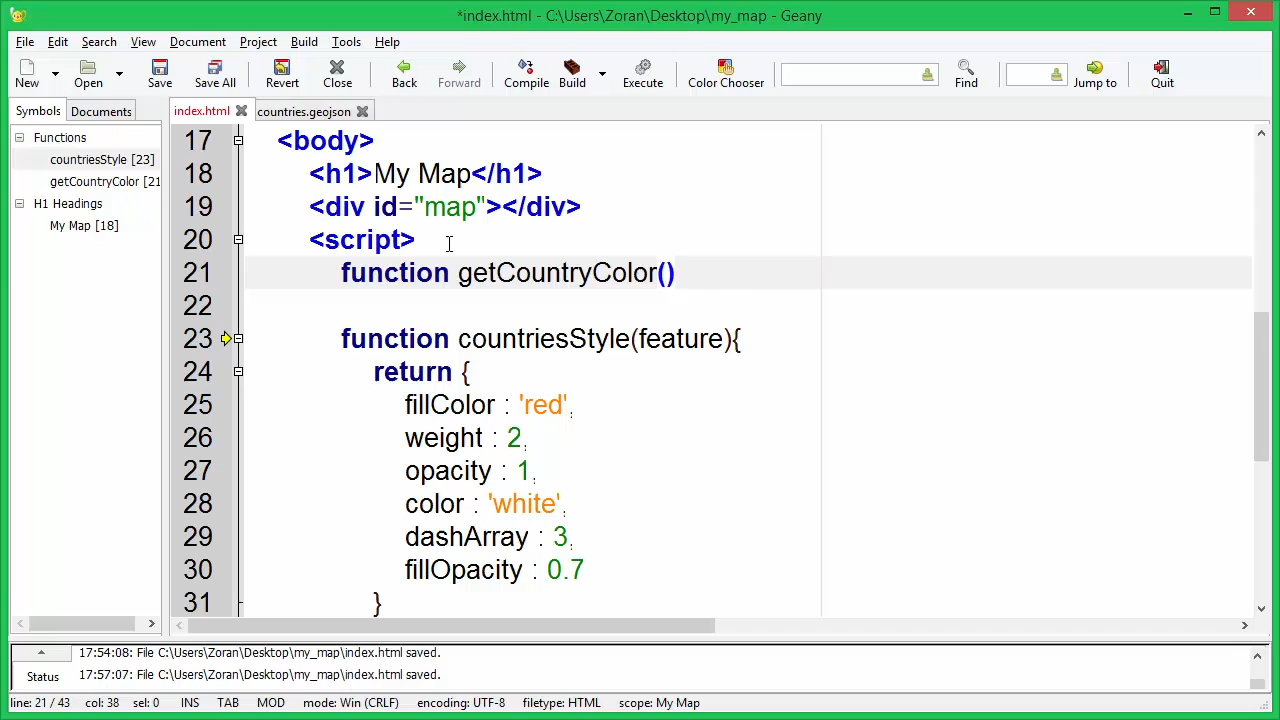 *index.html - C:\Users\Zoran\Desktop\my_map - Geany
File Edit Search View Document Project Build Tools Help
New Open Save Save All Revert Close Back Forward Compile Build Execute Color Chooser Find Jump to Quit
Symbols Documents index.html countries.geojson
Functions
countriesStyle [23]
getCountryColor [21
H1 Headings
My Map [18]
17 <body>
18 <h1>My Map</h1>
19 <div id="map"></div>
20 <script>
21 function getCountryColor()
22
23 function countriesStyle(feature){
24 return {
25 fillColor : 'red',
26 weight : 2,
27 opacity : 1,
28 color : 'white',
29 dashArray : 3,
30 fillOpacity : 0.7
31 }
17:54:08: File C:\Users\Zoran\Desktop\my_map\index.html saved.
Status
17:57:07: File C:\Users\Zoran\Desktop\my_map\index.html saved.
line: 21 / 43 col: 38 sel: 0 INS TAB MOD mode: Win (CRLF) encoding: UTF-8 filetype: HTML scope: My Map